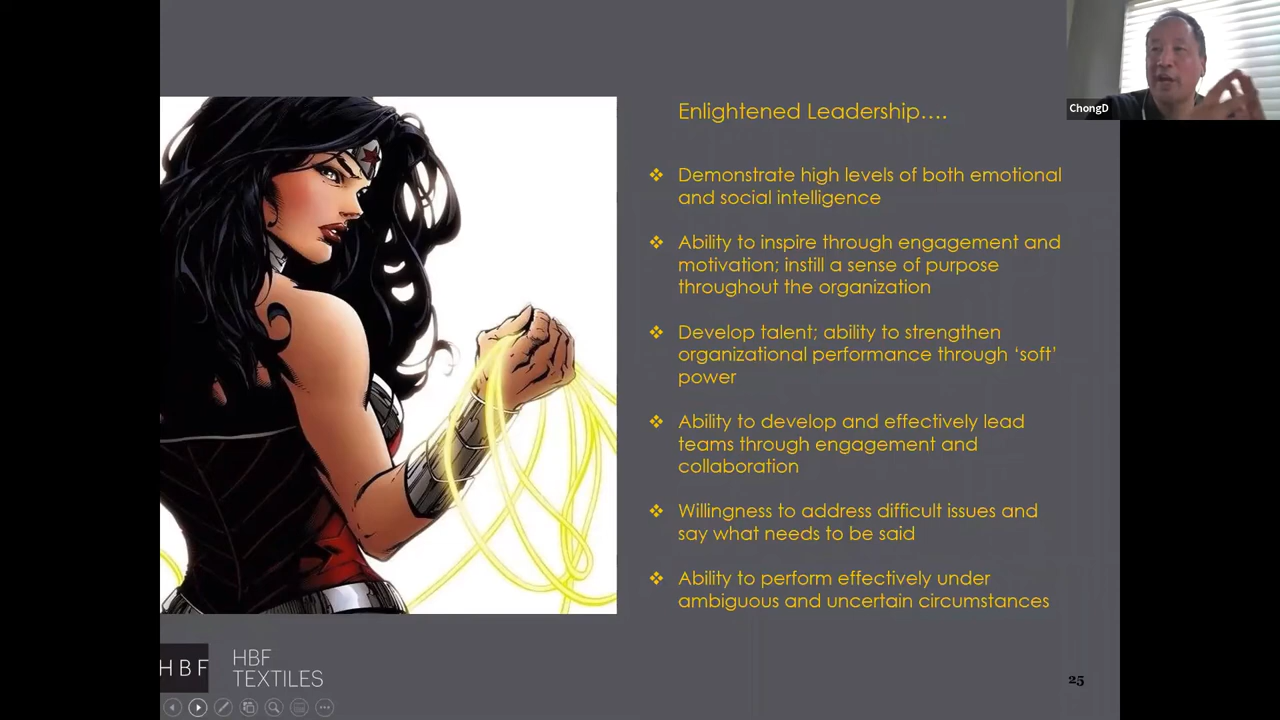 ChongD
Enlightened Leadership....
❖ Demonstrate high levels of both emotional
and social intelligence
❖ Ability to inspire through engagement and
motivation; instill a sense of purpose
throughout the organization
❖ Develop talent; ability to strengthen
organizational performance through ‘soft’
power
❖ Ability to develop and effectively lead
teams through engagement and
collaboration
❖ Willingness to address difficult issues and
say what needs to be said
❖ Ability to perform effectively under
ambiguous and uncertain circumstances
HBF
HBF
TEXTILES
25